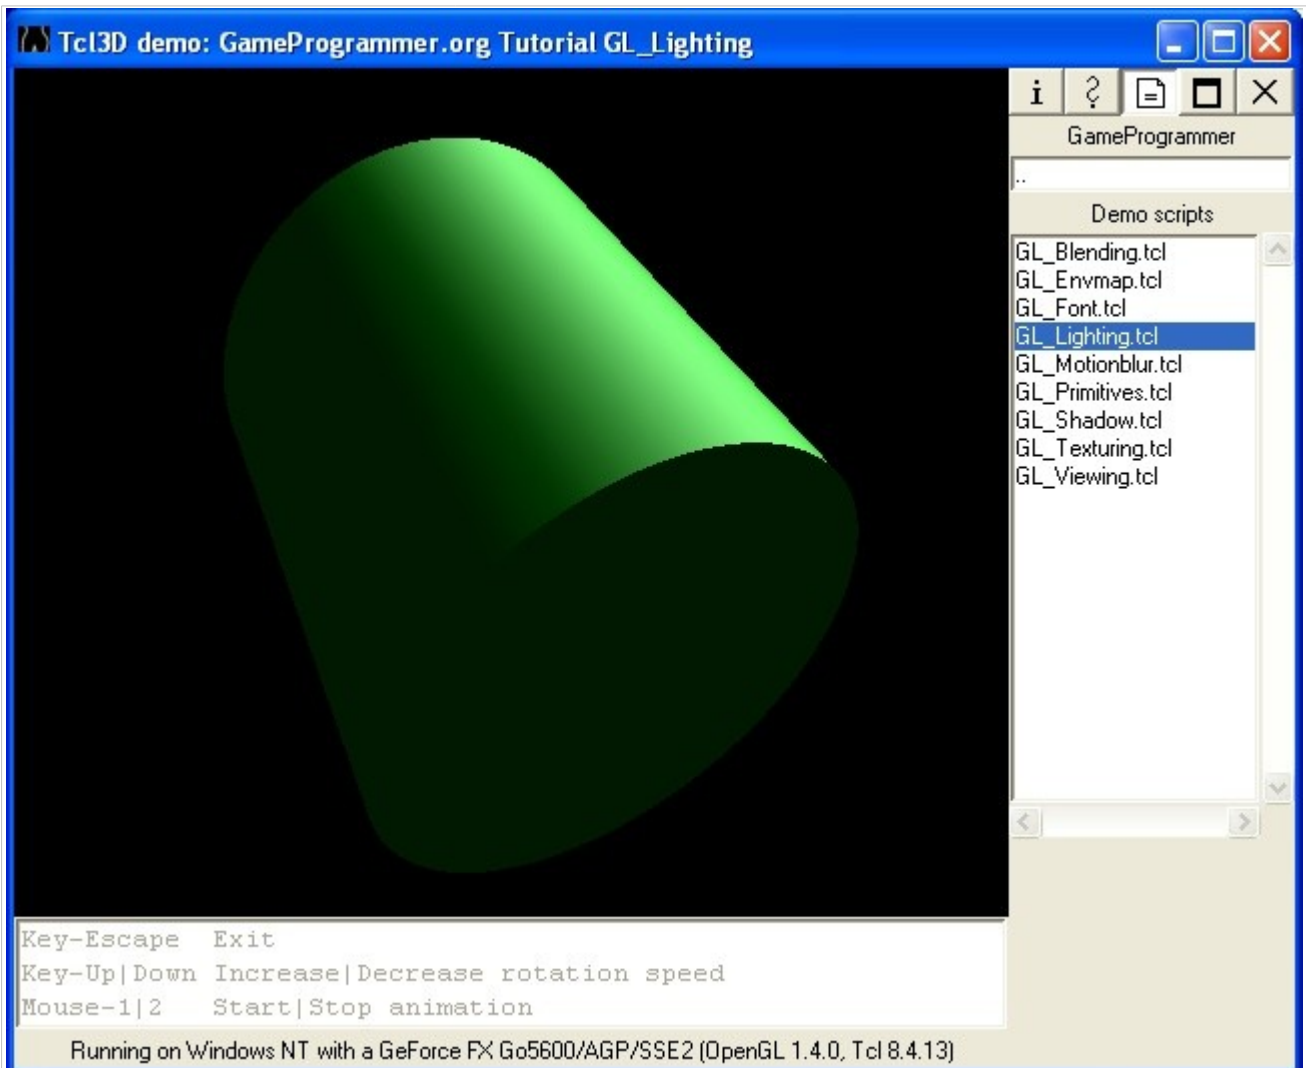 Tcl3D demo: GameProgrammer.org Tutorial GL_Lighting
GameProgrammer
..
Demo scripts
GL_Blending.tcl
GL_Envmap.tcl
GL_Font.tcl
GL_Lighting.tcl
GL_Motionblur.tcl
GL_Primitives.tcl
GL_Shadow.tcl
GL_Texturing.tcl
GL_Viewing.tcl
Key-Escape Exit
Key-Up|Down Increase|Decrease rotation speed
Mouse-1|2 Start|Stop animation
Running on Windows NT with a GeForce FX Go5600/AGP/SSE2 (OpenGL 1.4.0, Tcl 8.4.13)